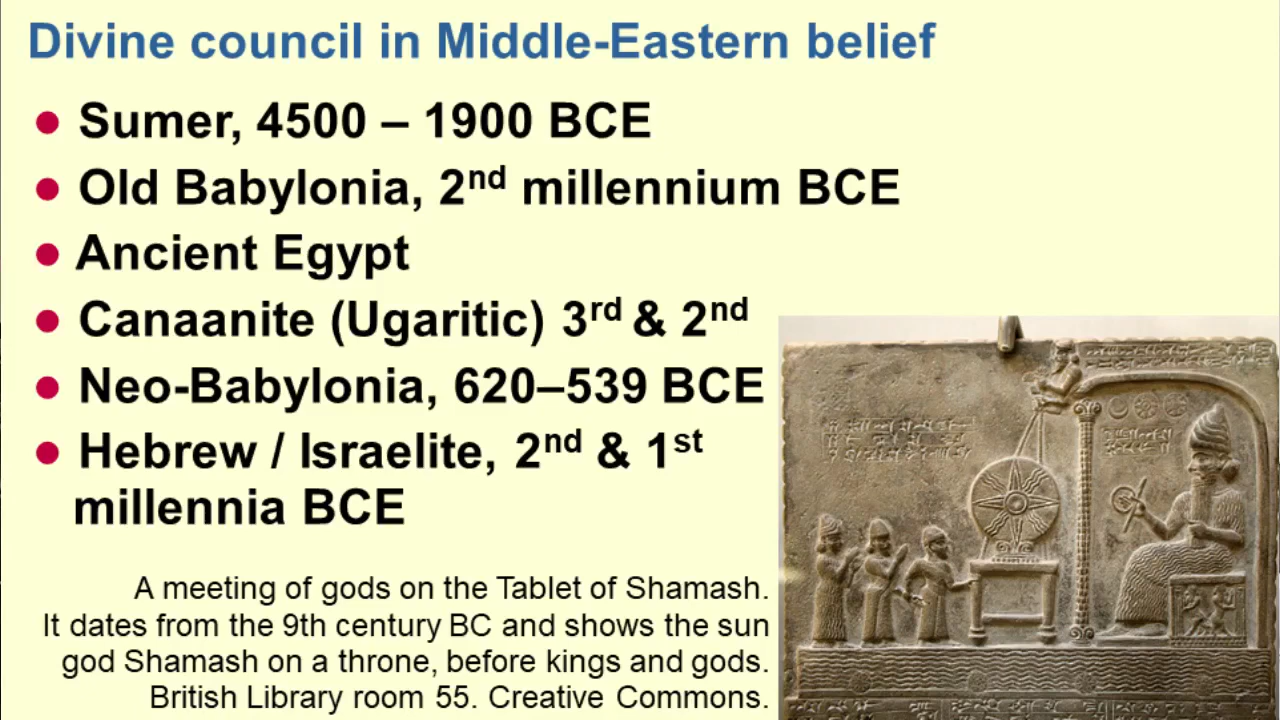 Divine council in Middle-Eastern belief
● Sumer, 4500 – 1900 BCE
● Old Babylonia, 2nd millennium BCE
● Ancient Egypt
● Canaanite (Ugaritic) 3rd & 2nd
● Neo-Babylonia, 620–539 BCE
● Hebrew / Israelite, 2nd & 1st
millennia BCE
A meeting of gods on the Tablet of Shamash.
It dates from the 9th century BC and shows the sun
god Shamash on a throne, before kings and gods.
British Library room 55. Creative Commons.